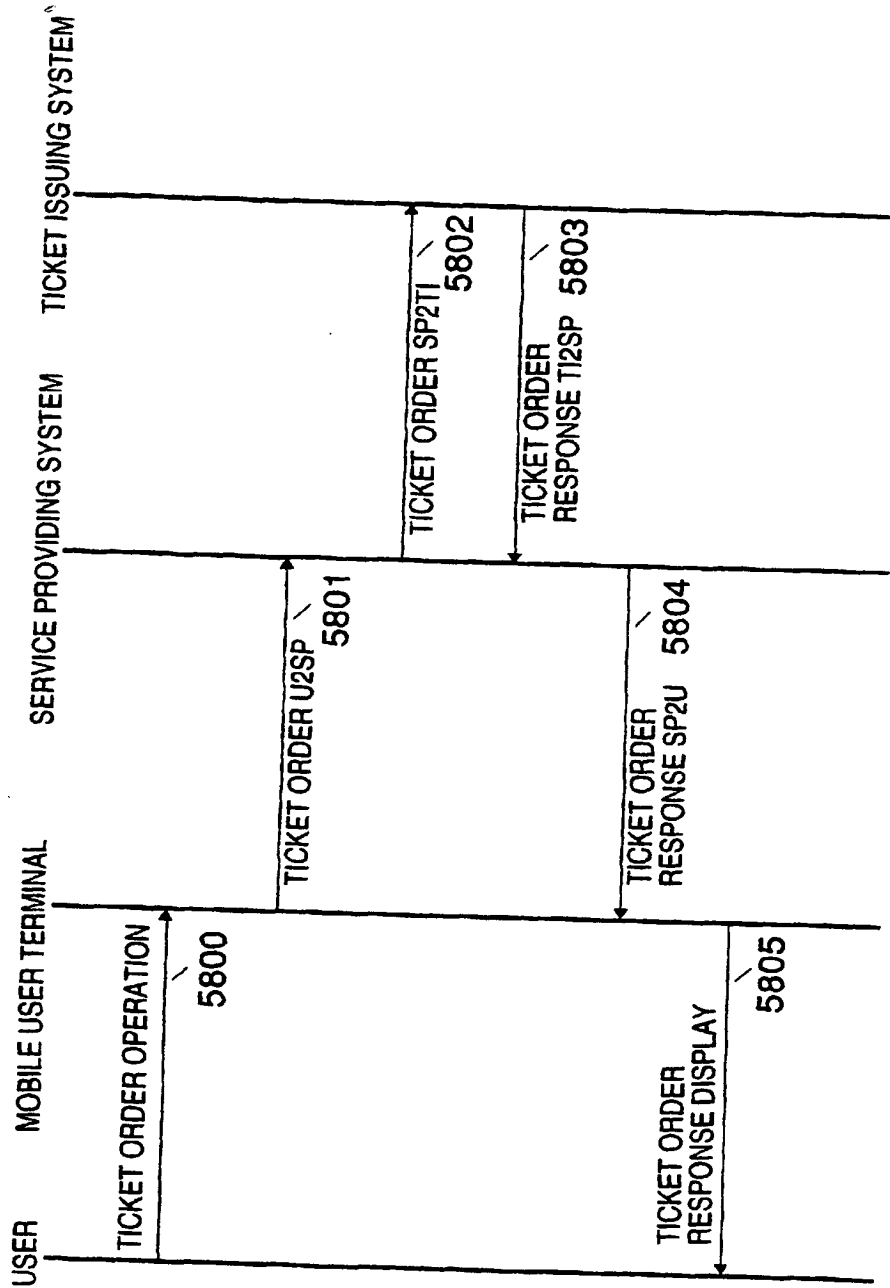 USER
MOBILE USER TERMINAL
SERVICE PROVIDING SYSTEM
TICKET ISSUING SYSTEM
TICKET ORDER OPERATION
5800
TICKET ORDER U2SP
5801
TICKET ORDER SP2TI
5802
TICKET ORDER
RESPONSE TI2SP
5803
TICKET ORDER
RESPONSE SP2U
5804
TICKET ORDER
RESPONSE DISPLAY
5805